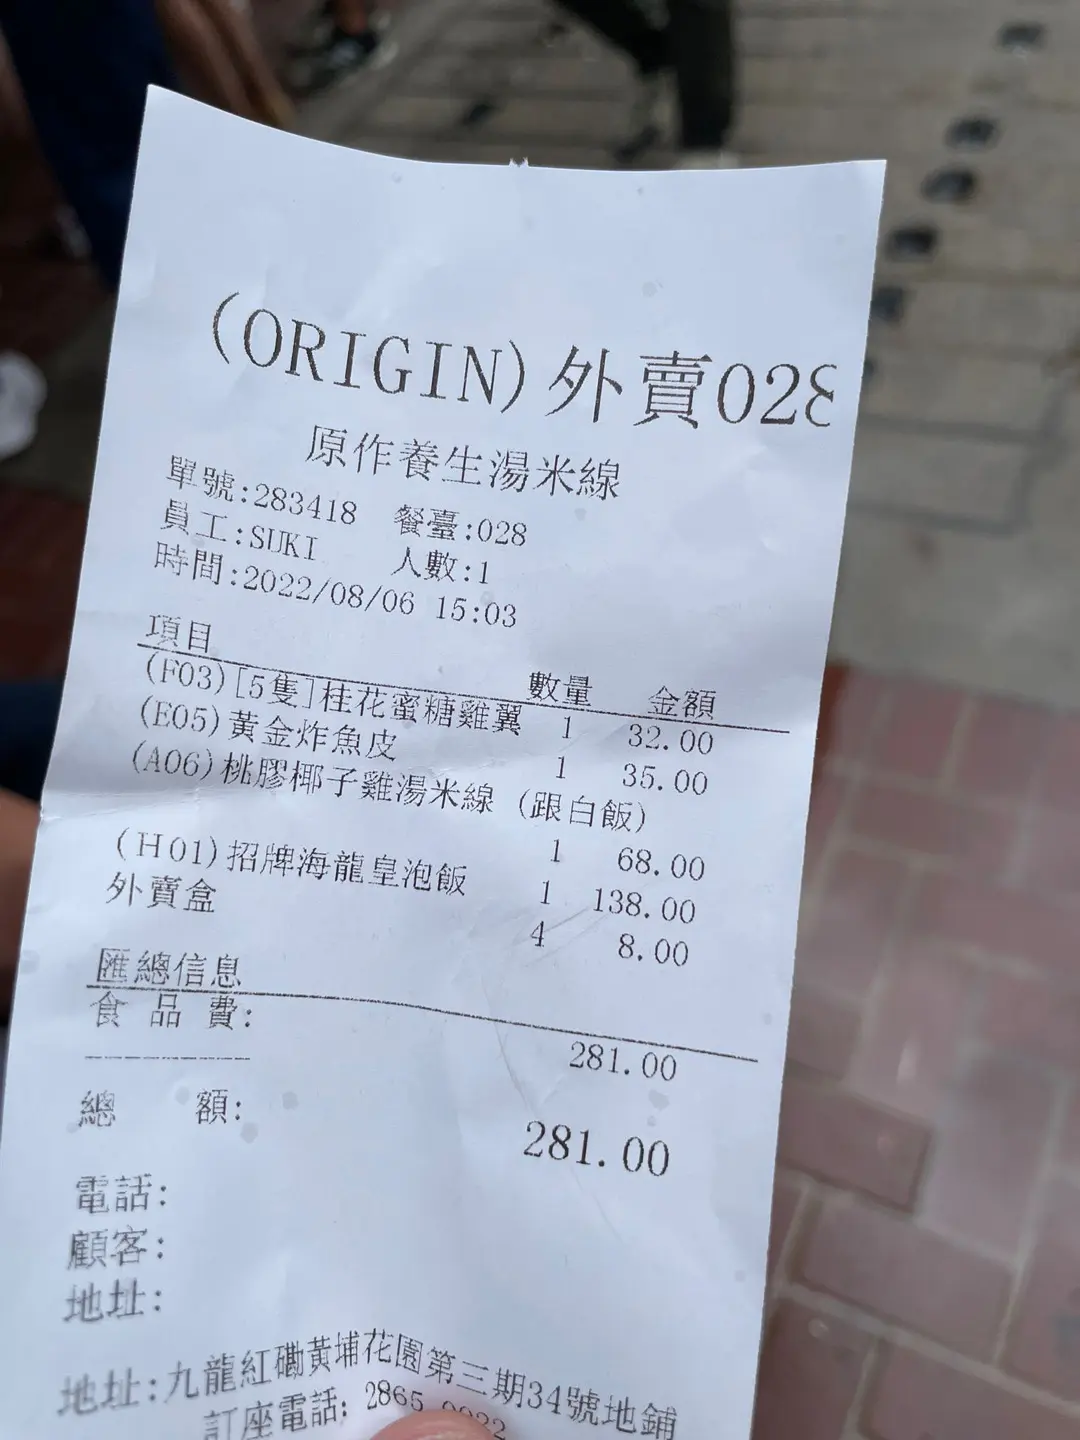 (ORIGIN)外賣028
原作養生湯米線
單號:283418 餐臺:028
員工:SUKI 人數:1
時間:2022/08/06 15:03
項目 數量 金額
(F03)[5隻]桂花蜜糖雞翼 1 32.00
(E05)黃金炸魚皮 1 35.00
(A06)桃膠椰子雞湯米線 (跟白飯)
1 68.00
(H01)招牌海龍皇泡飯 1 138.00
外賣盒 4 8.00
匯總信息
食品費:
281.00
總額:
281.00
電話:
顧客:
地址:
地址:九龍紅磡黃埔花園第三期34號地鋪
訂座電話: 2865